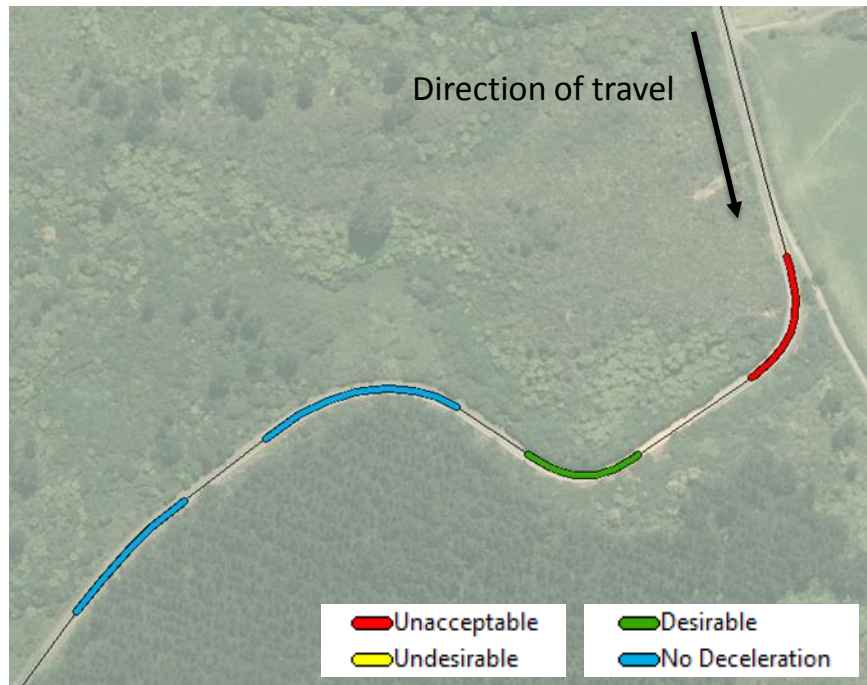 Direction of travel
Unacceptable
Undesirable
Desirable
No Deceleration